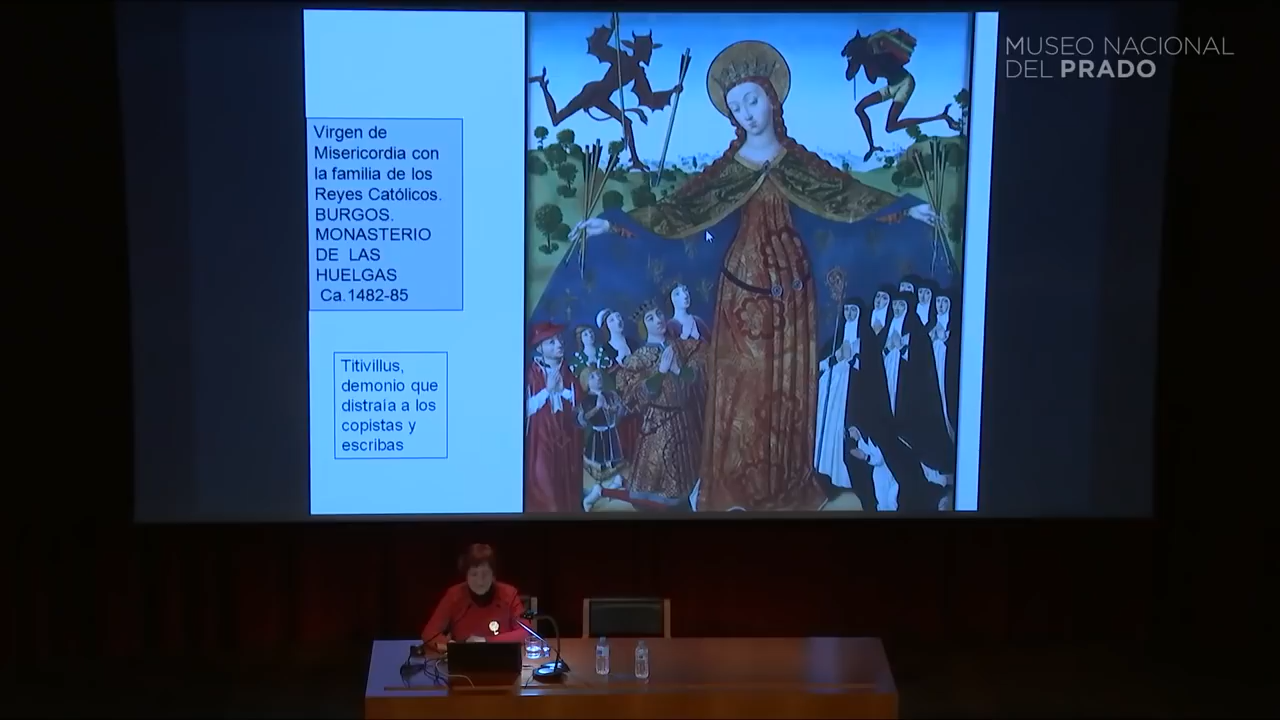 MUSEO NACIONAL
DEL PRADO
Virgen de
Misericordia con
la familia de los
Reyes Católicos.
BURGOS.
MONASTERIO
DE LAS
HUELGAS
Ca.1482-85
Titivillus,
demonio que
distraía a los
copistas y
escribas